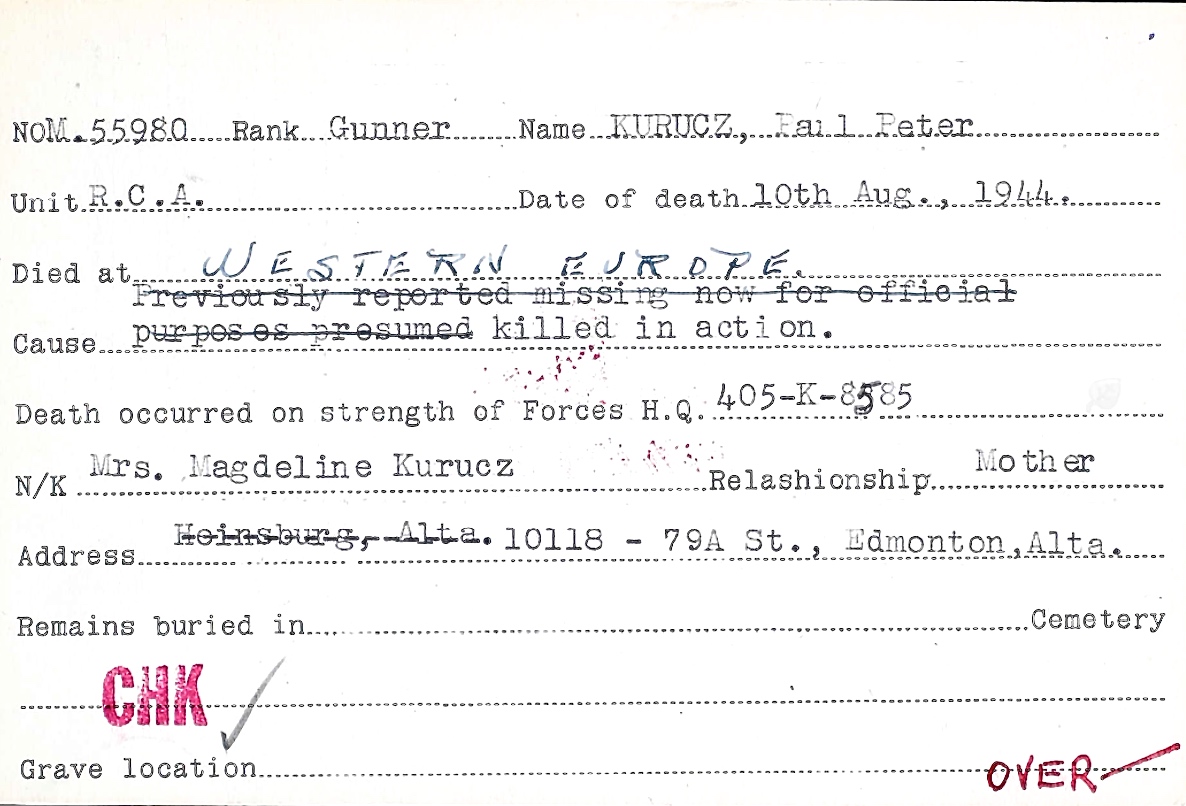 NO M.55980 Rank Gunner Name KURUCZ, Paul Peter
Unit R.C.A. Date of death 10th Aug., 1944.
Died at WESTERN EUROPE.
Previously reported missing now for official
Cause purposes presumed killed in action.
Death occurred on strength of Forces H.Q. 405-K-8585
N/K Mrs. Magdeline Kurucz Relashionship Mother
Address Heinsburg, Alta. 10118 - 79A St., Edmonton, Alta.
Remains buried in Cemetery
CHK
Grave location OVER